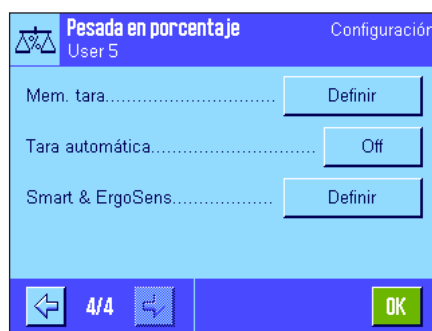 Pesada en porcentaje Configuración
User 5
Mem. tara.............................. Definir
Tara automática.............................. Off
Smart & ErgoSens.................. Definir
4/4 OK